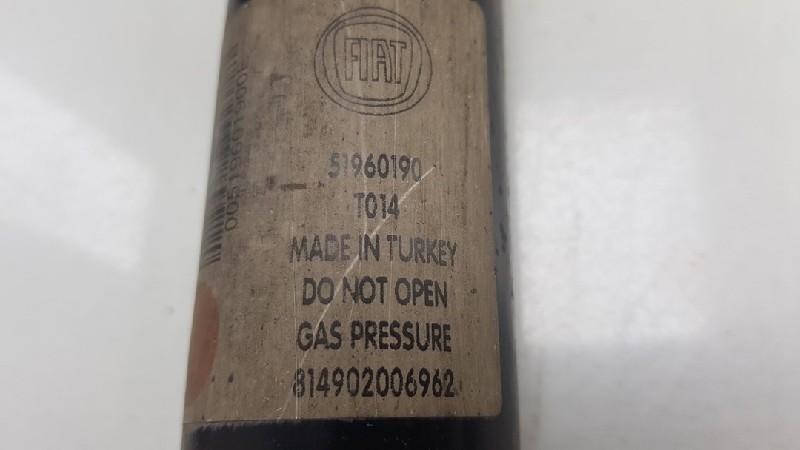 FIAT
51960190
T014
MADE IN TURKEY
DO NOT OPEN
GAS PRESSURE
814902006962